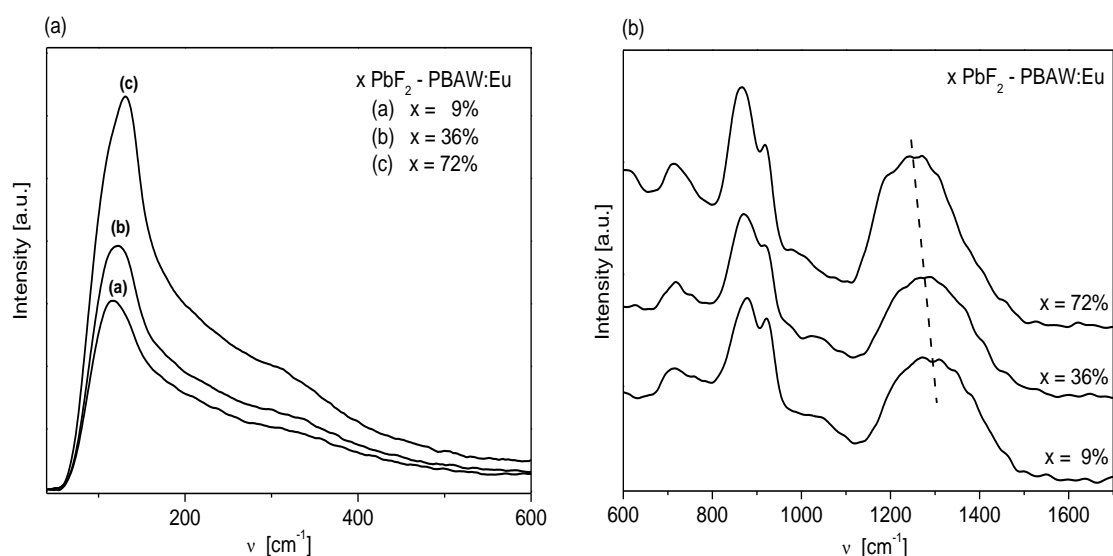 (a)
x PbF₂ - PBAW:Eu
(a) x = 9%
(b) x = 36%
(c) x = 72%
(c)
(b)
(a)
Intensity [a.u.]
200 400 600
ν [cm⁻¹]
(b)
x PbF₂ - PBAW:Eu
x = 72%
x = 36%
x = 9%
Intensity [a.u.]
600 800 1000 1200 1400 1600
ν [cm⁻¹]